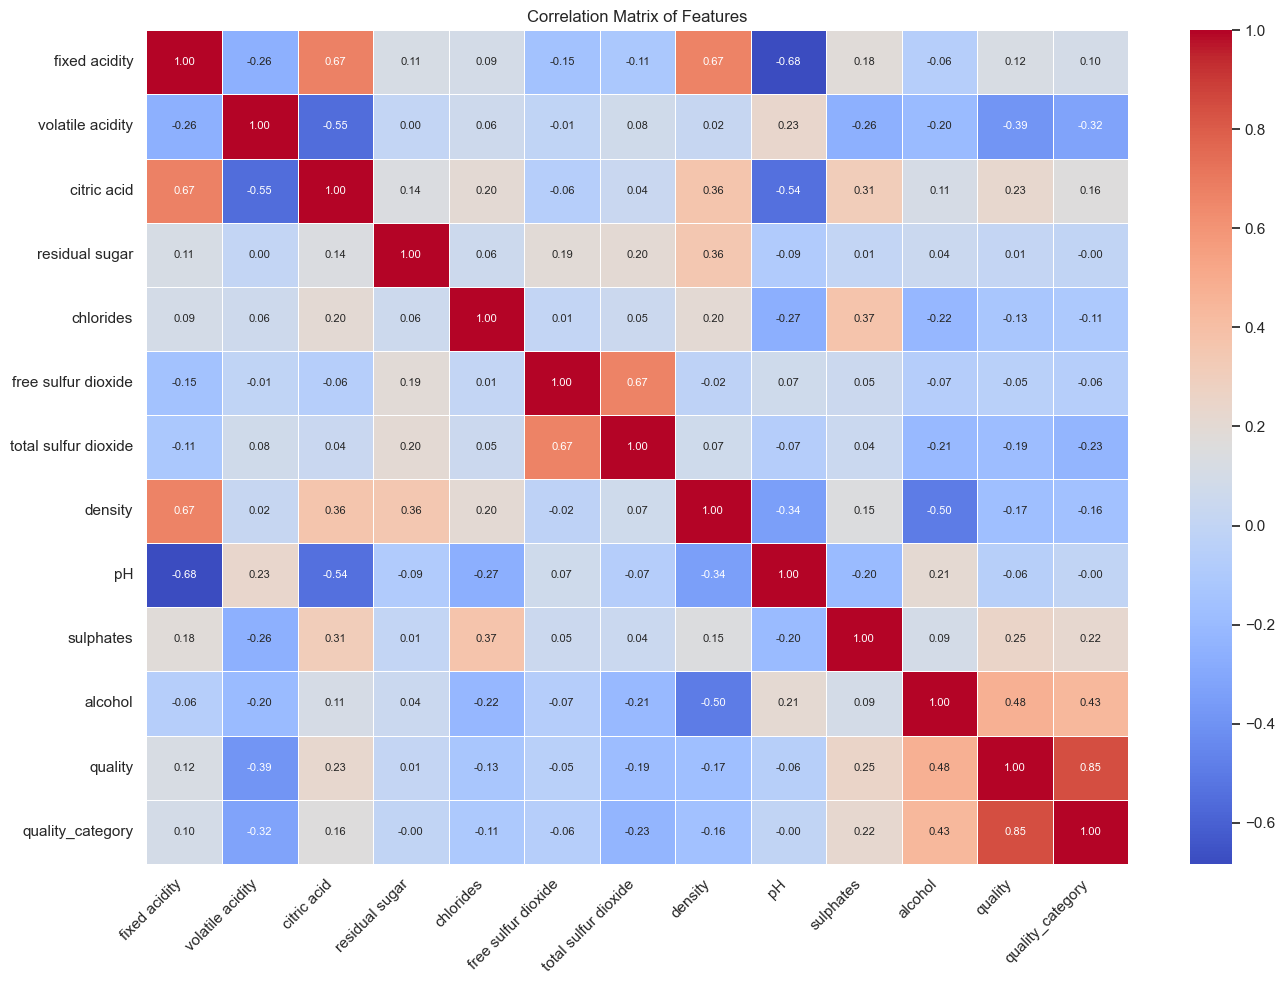 Correlation Matrix of Features
fixed acidity 1.00 -0.26 0.67 0.11 0.09 -0.15 -0.11 0.67 -0.68 0.18 -0.06 0.12 0.10
volatile acidity -0.26 1.00 -0.55 0.00 0.06 -0.01 0.08 0.02 0.23 -0.26 -0.20 -0.39 -0.32
citric acid 0.67 -0.55 1.00 0.14 0.20 -0.06 0.04 0.36 -0.54 0.31 0.11 0.23 0.16
residual sugar 0.11 0.00 0.14 1.00 0.06 0.19 0.20 0.36 -0.09 0.01 0.04 0.01 -0.00
chlorides 0.09 0.06 0.20 0.06 1.00 0.01 0.05 0.20 -0.27 0.37 -0.22 -0.13 -0.11
free sulfur dioxide -0.15 -0.01 -0.06 0.19 0.01 1.00 0.67 -0.02 0.07 0.05 -0.07 -0.05 -0.06
total sulfur dioxide -0.11 0.08 0.04 0.20 0.05 0.67 1.00 0.07 -0.07 0.04 -0.21 -0.19 -0.23
density 0.67 0.02 0.36 0.36 0.20 -0.02 0.07 1.00 -0.34 0.15 -0.50 -0.17 -0.16
pH -0.68 0.23 -0.54 -0.09 -0.27 0.07 -0.07 -0.34 1.00 -0.20 0.21 -0.06 -0.00
sulphates 0.18 -0.26 0.31 0.01 0.37 0.05 0.04 0.15 -0.20 1.00 0.09 0.25 0.22
alcohol -0.06 -0.20 0.11 0.04 -0.22 -0.07 -0.21 -0.50 0.21 0.09 1.00 0.48 0.43
quality 0.12 -0.39 0.23 0.01 -0.13 -0.05 -0.19 -0.17 -0.06 0.25 0.48 1.00 0.85
quality_category 0.10 -0.32 0.16 -0.00 -0.11 -0.06 -0.23 -0.16 -0.00 0.22 0.43 0.85 1.00
fixed acidity
volatile acidity
citric acid
residual sugar
chlorides
free sulfur dioxide
total sulfur dioxide
density
pH
sulphates
alcohol
quality
quality_category
1.0
0.8
0.6
0.4
0.2
0.0
−0.2
−0.4
−0.6